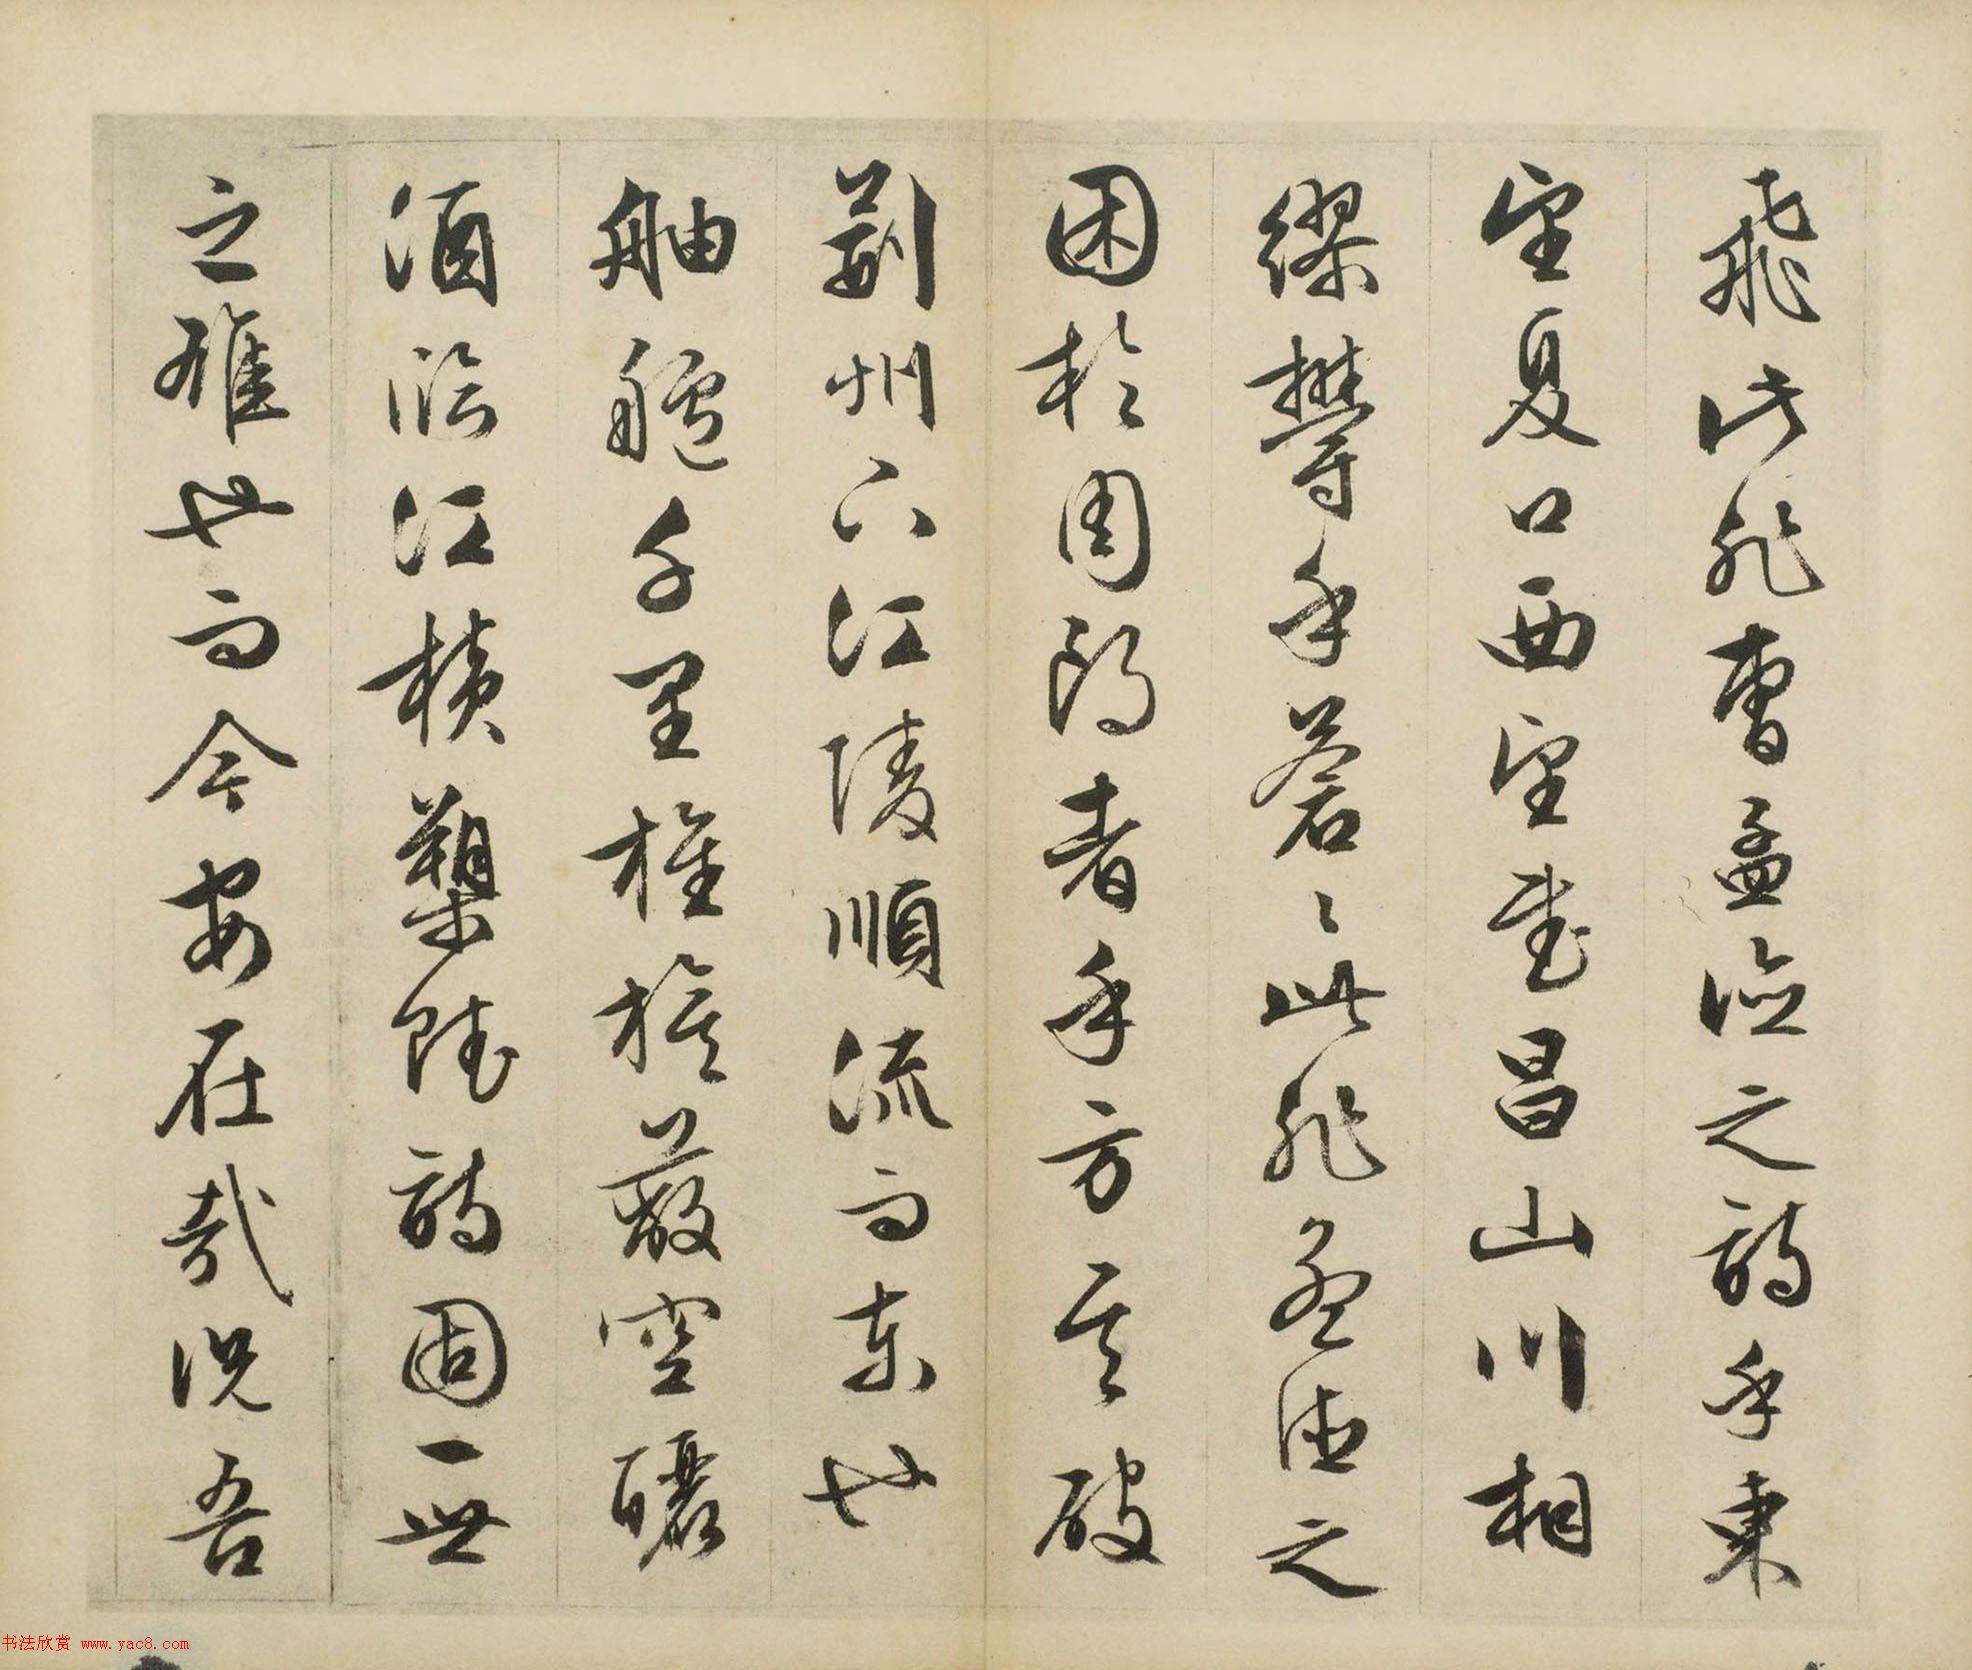 飛此非曹孟德之詩乎東
望夏口西望武昌山川相
繆欝乎蒼〻此非孟德之
困於周郎者乎方其破
荊州下江陵順流而東也
舳艫千里旌旗蔽空釃
酒臨江橫槊賦詩固一世
之雄也而今安在哉況吾
书法欣赏 www.yac8.com